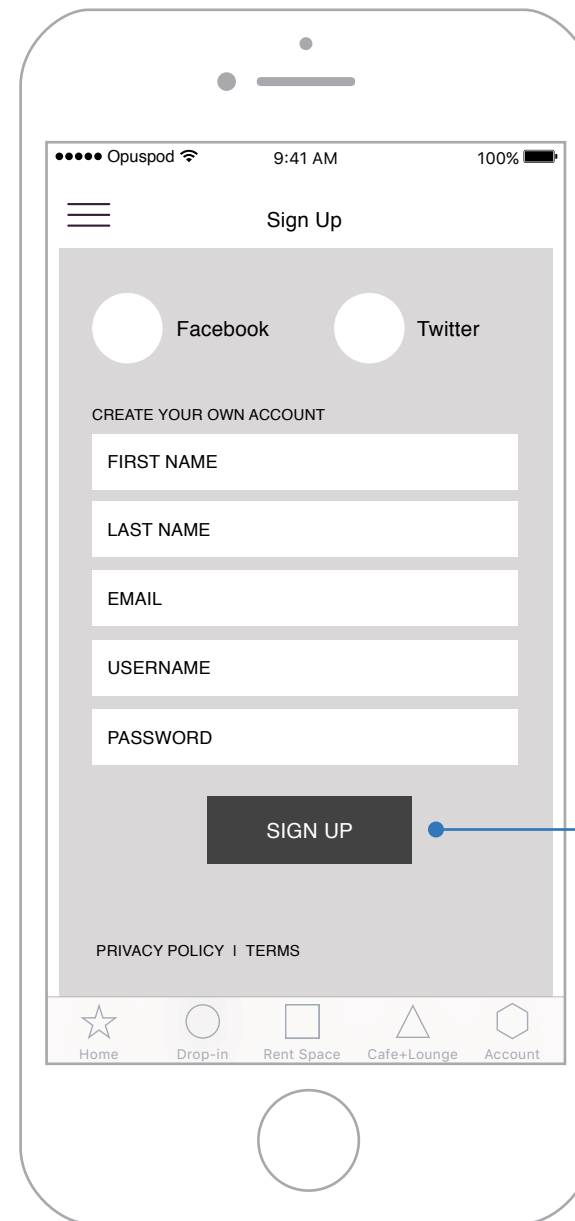 ●●●●● Opuspod 9:41 AM 100%
Sign Up
Facebook Twitter
CREATE YOUR OWN ACCOUNT
FIRST NAME
LAST NAME
EMAIL
USERNAME
PASSWORD
SIGN UP
PRIVACY POLICY I TERMS
Home Drop-in Rent Space Cafe+Lounge Account